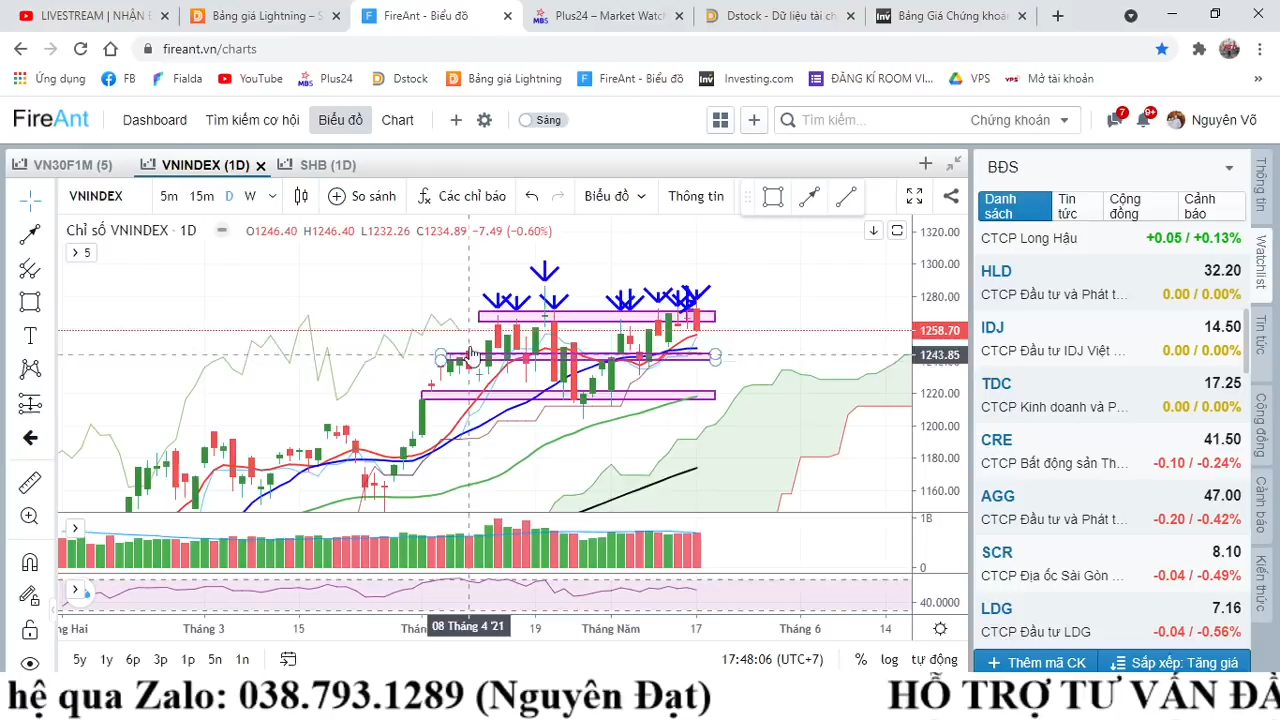 LIVESTREAM | NHẬN Đ
Bảng giá Lightning – S
FireAnt - Biểu đồ
Plus24 – Market Watc
Dstock - Dữ liệu tài ch
Bảng Giá Chứng khoá
fireant.vn/charts
Ứng dụng
FB
Fialda
YouTube
Plus24
Dstock
Bảng giá Lightning
FireAnt - Biểu đồ
Investing.com
ĐĂNG KÍ ROOM VI...
VPS
Mở tài khoản
FireAnt
Dashboard
Tìm kiếm cơ hội
Biểu đồ
Chart
Sáng
Tìm kiếm...
Chứng khoán
7
9+
Nguyên Võ
VN30F1M (5)
VNINDEX (1D)
SHB (1D)
VNINDEX
5m
15m
D
W
So sánh
Các chỉ báo
Biểu đồ
Thông tin
Chỉ số VNINDEX · 1D
O1246.40 H1246.40 L1232.26 C1234.89 -7.49 (-0.60%)
5
1320.00
1300.00
1280.00
1258.70
1243.85
1220.00
1200.00
1180.00
1160.00
1B
0
40.0000
ng Hai
Tháng 3
15
Thá
08 Tháng 4 '21
19
Tháng Năm
17
Tháng 6
14
5y
1y
6p
3p
1p
5n
1n
17:48:06 (UTC+7)
%
log
tự động
BĐS
Danh sách
Tin tức
Cộng đồng
Cảnh báo
CTCP Long Hậu
+0.05 / +0.13%
HLD
32.20
CTCP Đầu tư và Phát t...
0.00 / 0.00%
IDJ
14.50
CTCP Đầu tư IDJ Việt ...
0.00 / 0.00%
TDC
17.25
CTCP Kinh doanh và P...
0.00 / 0.00%
CRE
41.50
CTCP Bất động sản Th...
-0.10 / -0.24%
AGG
47.00
CTCP Đầu tư và Phát t...
-0.20 / -0.42%
SCR
8.10
CTCP Địa ốc Sài Gòn ...
-0.04 / -0.49%
LDG
7.16
CTCP Đầu tư LDG
-0.04 / -0.56%
Thêm mã CK
Sắp xếp: Tăng giá
Thông tin
Watchlist
Tin tức
Cộng đồng
Cảnh báo
Kiến thức
hệ qua Zalo: 038.793.1289 (Nguyên Đạt)
HỖ TRỢ TƯ VẤN ĐẦ